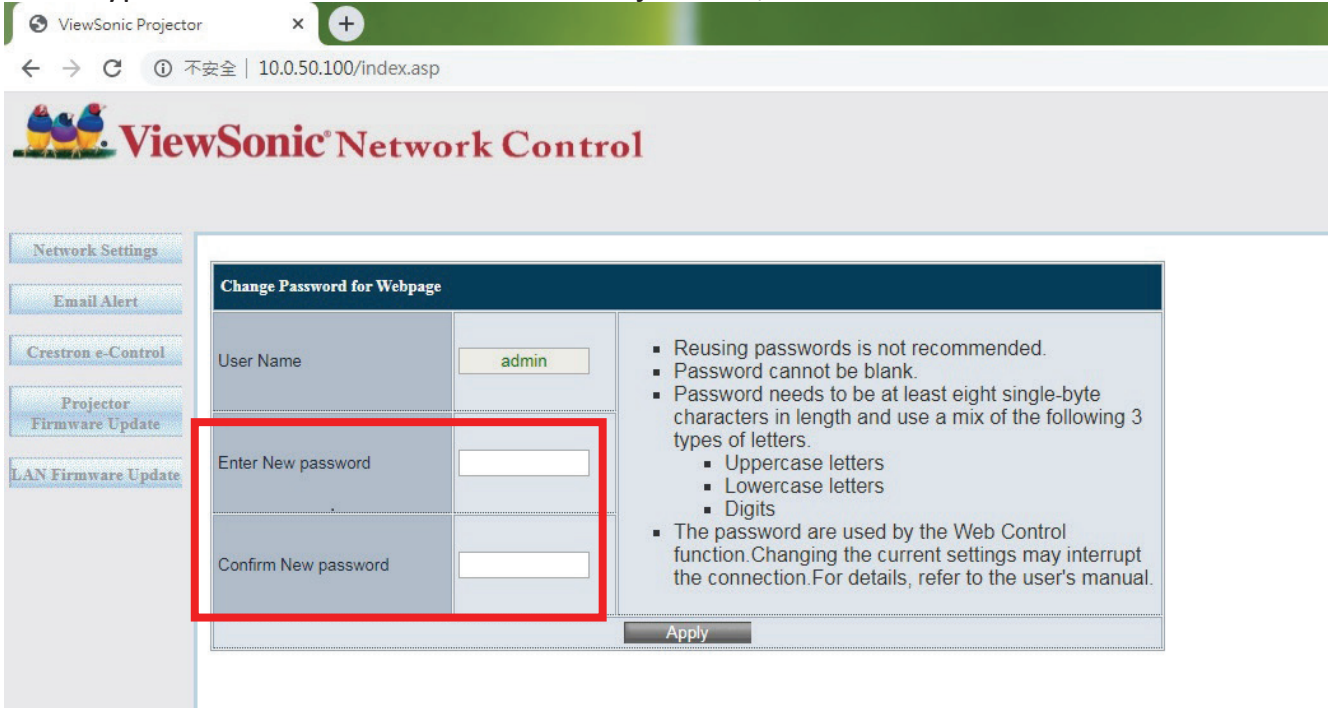 ViewSonic Projector
不安全 | 10.0.50.100/index.asp
ViewSonic® Network Control
Network Settings
Email Alert
Crestron e-Control
Projector
Firmware Update
LAN Firmware Update
Change Password for Webpage
User Name
admin
Enter New password
Confirm New password
Reusing passwords is not recommended.
Password cannot be blank.
Password needs to be at least eight single-byte
characters in length and use a mix of the following 3
types of letters.
Uppercase letters
Lowercase letters
Digits
The password are used by the Web Control
function.Changing the current settings may interrupt
the connection.For details, refer to the user's manual.
Apply